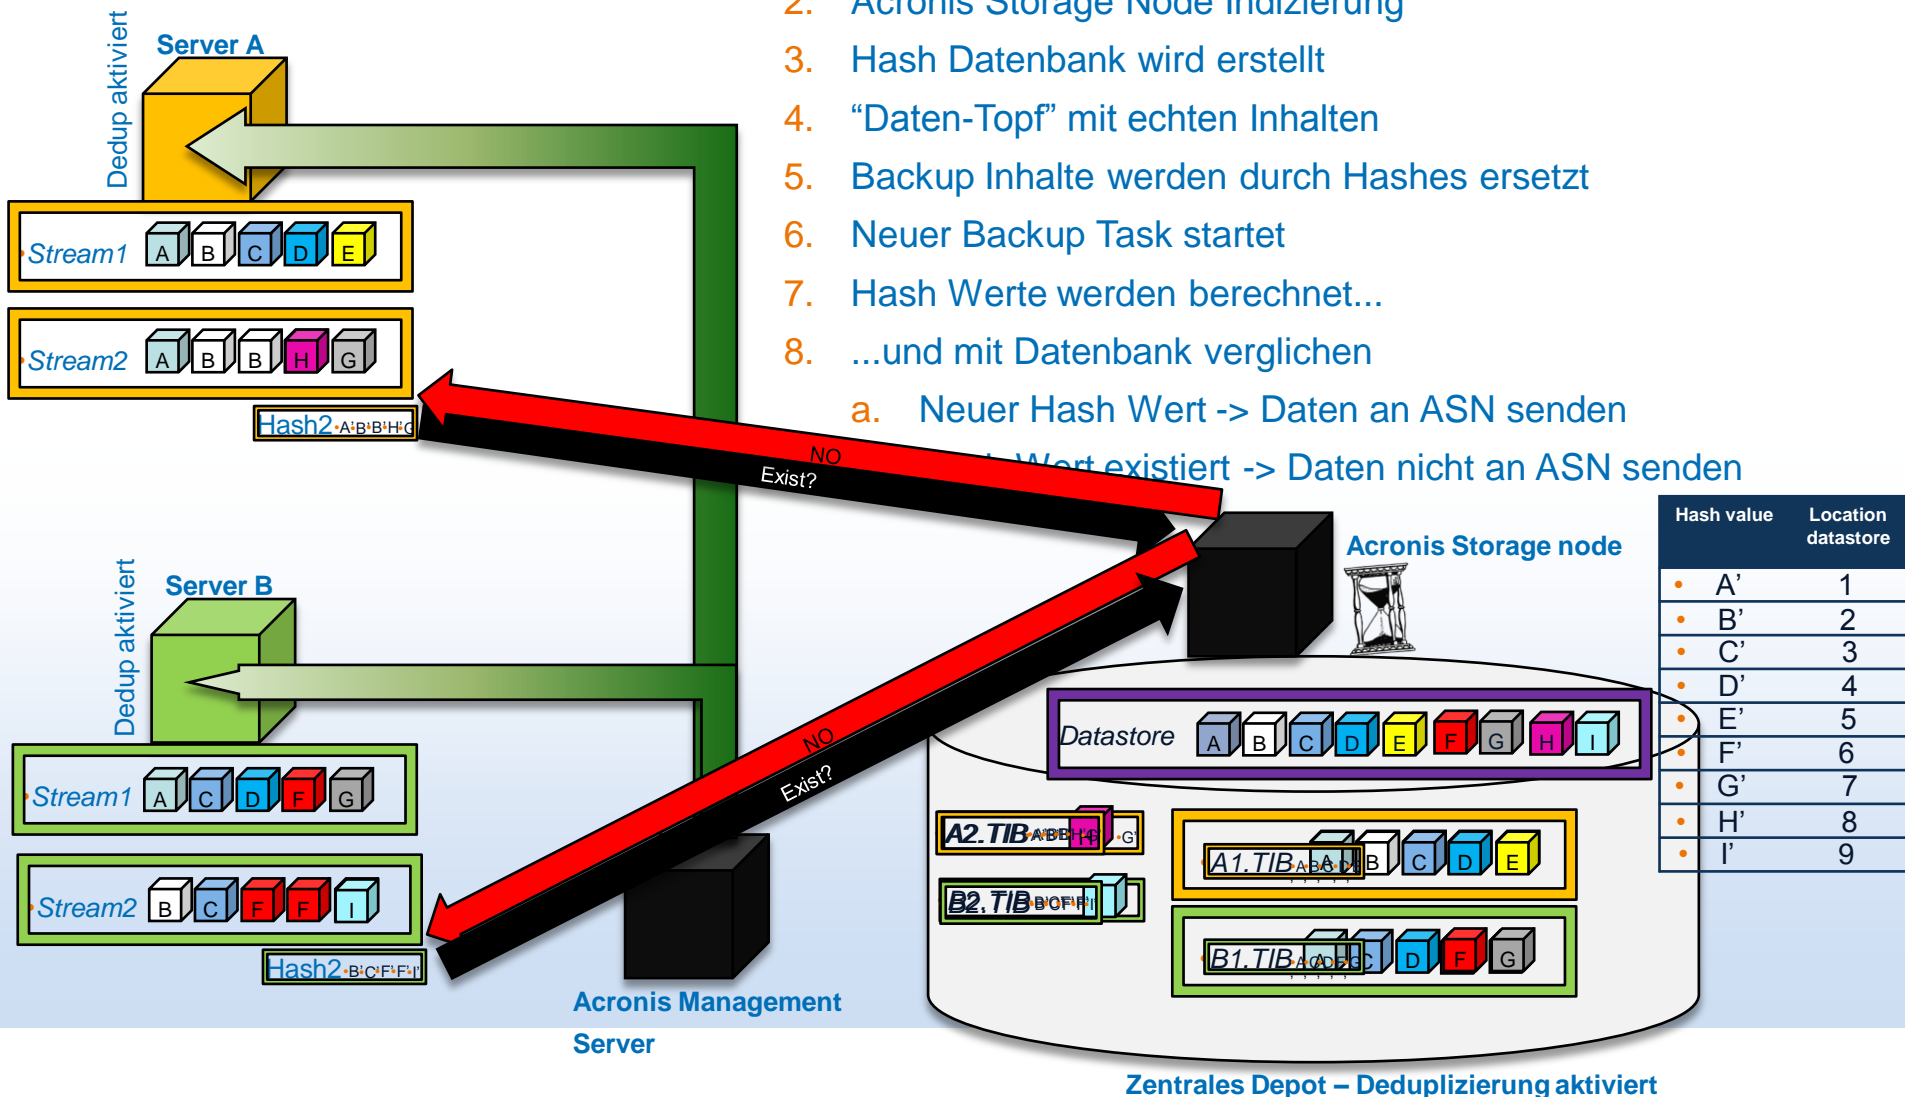 2. Acronis Storage Node Indizierung
3. Hash Datenbank wird erstellt
4. “Daten-Topf” mit echten Inhalten
5. Backup Inhalte werden durch Hashes ersetzt
6. Neuer Backup Task startet
7. Hash Werte werden berechnet...
8. ...und mit Datenbank verglichen
a. Neuer Hash Wert -> Daten an ASN senden
Wert existiert -> Daten nicht an ASN senden
Dedup aktiviert
Server A
•Stream1 A B C D E
•Stream2 A B B H G
Hash2 •A'•B'•B'•H'•G
NO
Exist?
Dedup aktiviert
Server B
•Stream1 A C D F G
•Stream2 B C F F I
Hash2 •B'•C'•F'•F'•I'
NO
Exist?
Acronis Management
Server
Acronis Storage node
Hash value Location datastore
• A’ 1
• B’ 2
• C’ 3
• D’ 4
• E’ 5
• F’ 6
• G’ 7
• H’ 8
• I’ 9
Datastore A B C D E F G H I
A2.TIB
•G'
B2.TIB
A1.TIB A B C D E
B1.TIB A C D F G
Zentrales Depot – Deduplizierung aktiviert